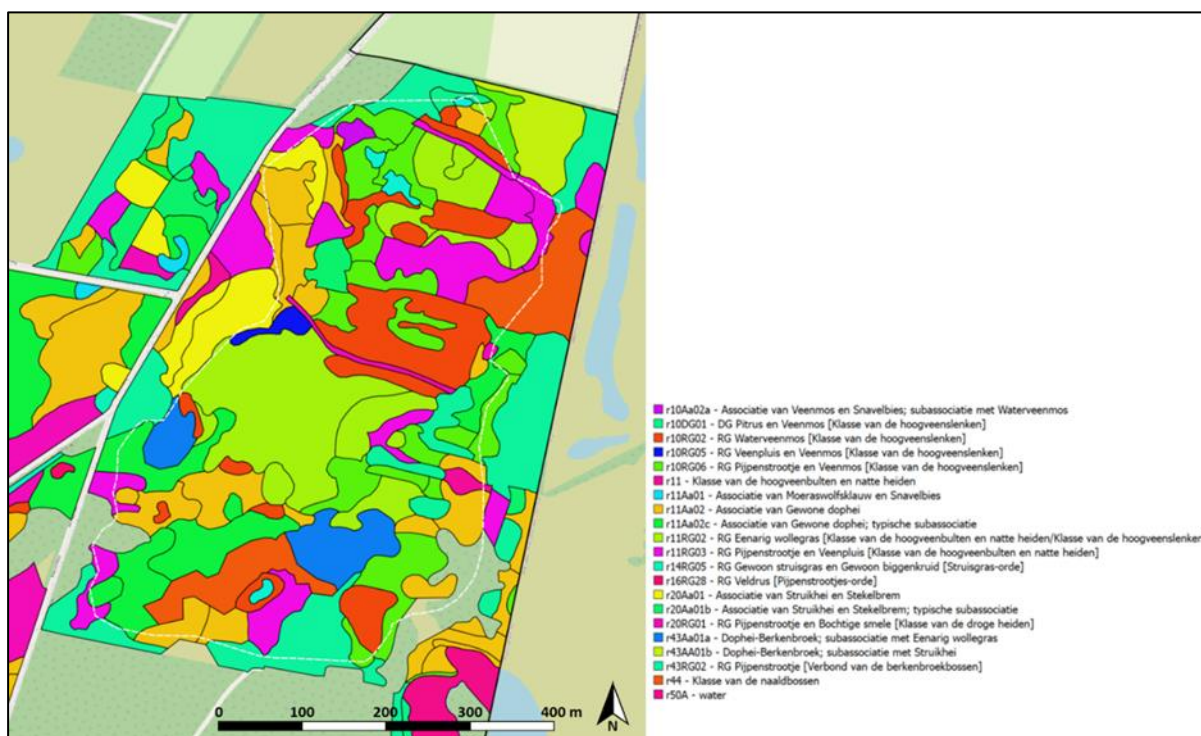 r10Aa02a - Associatie van Veenmos en Snavelbies; subassociatie met Waterveenmos
r10DG01 - DG Pitrus en Veenmos [Klasse van de hoogveenslenken]
r10RG02 - RG Waterveenmos [Klasse van de hoogveenslenken]
r10RG05 - RG Veenpluis en Veenmos [Klasse van de hoogveenslenken]
r10RG06 - RG Pijpenstrootje en Veenmos [Klasse van de hoogveenslenken]
r11 - Klasse van de hoogveenbulten en natte heiden
r11Aa01 - Associatie van Moeraswolfsklauw en Snavelbies
r11Aa02 - Associatie van Gewone dophei
r11Aa02c - Associatie van Gewone dophei; typische subassociatie
r11RG02 - RG Eenarig wollegras [Klasse van de hoogveenbulten en natte heiden/Klasse van de hoogveenslenken
r11RG03 - RG Pijpenstrootje en Veenpluis [Klasse van de hoogveenbulten en natte heiden]
r14RG05 - RG Gewoon struisgras en Gewoon biggenkruid [Struisgras-orde]
r16RG28 - RG Veldrus [Pijpenstrootjes-orde]
r20Aa01 - Associatie van Struikhei en Stekelbrem
r20Aa01b - Associatie van Struikhei en Stekelbrem; typische subassociatie
r20RG01 - RG Pijpenstrootje en Bochtige smele [Klasse van de droge heiden]
r43Aa01a - Dophei-Berkenbroek; subassociatie met Eenarig wollegras
r43AA01b - Dophei-Berkenbroek; subassociatie met Struikhei
r43RG02 - RG Pijpenstrootje [Verbond van de berkenbroekbossen]
r44 - Klasse van de naaldbossen
r50A - water
0 100 200 300 400 m
N